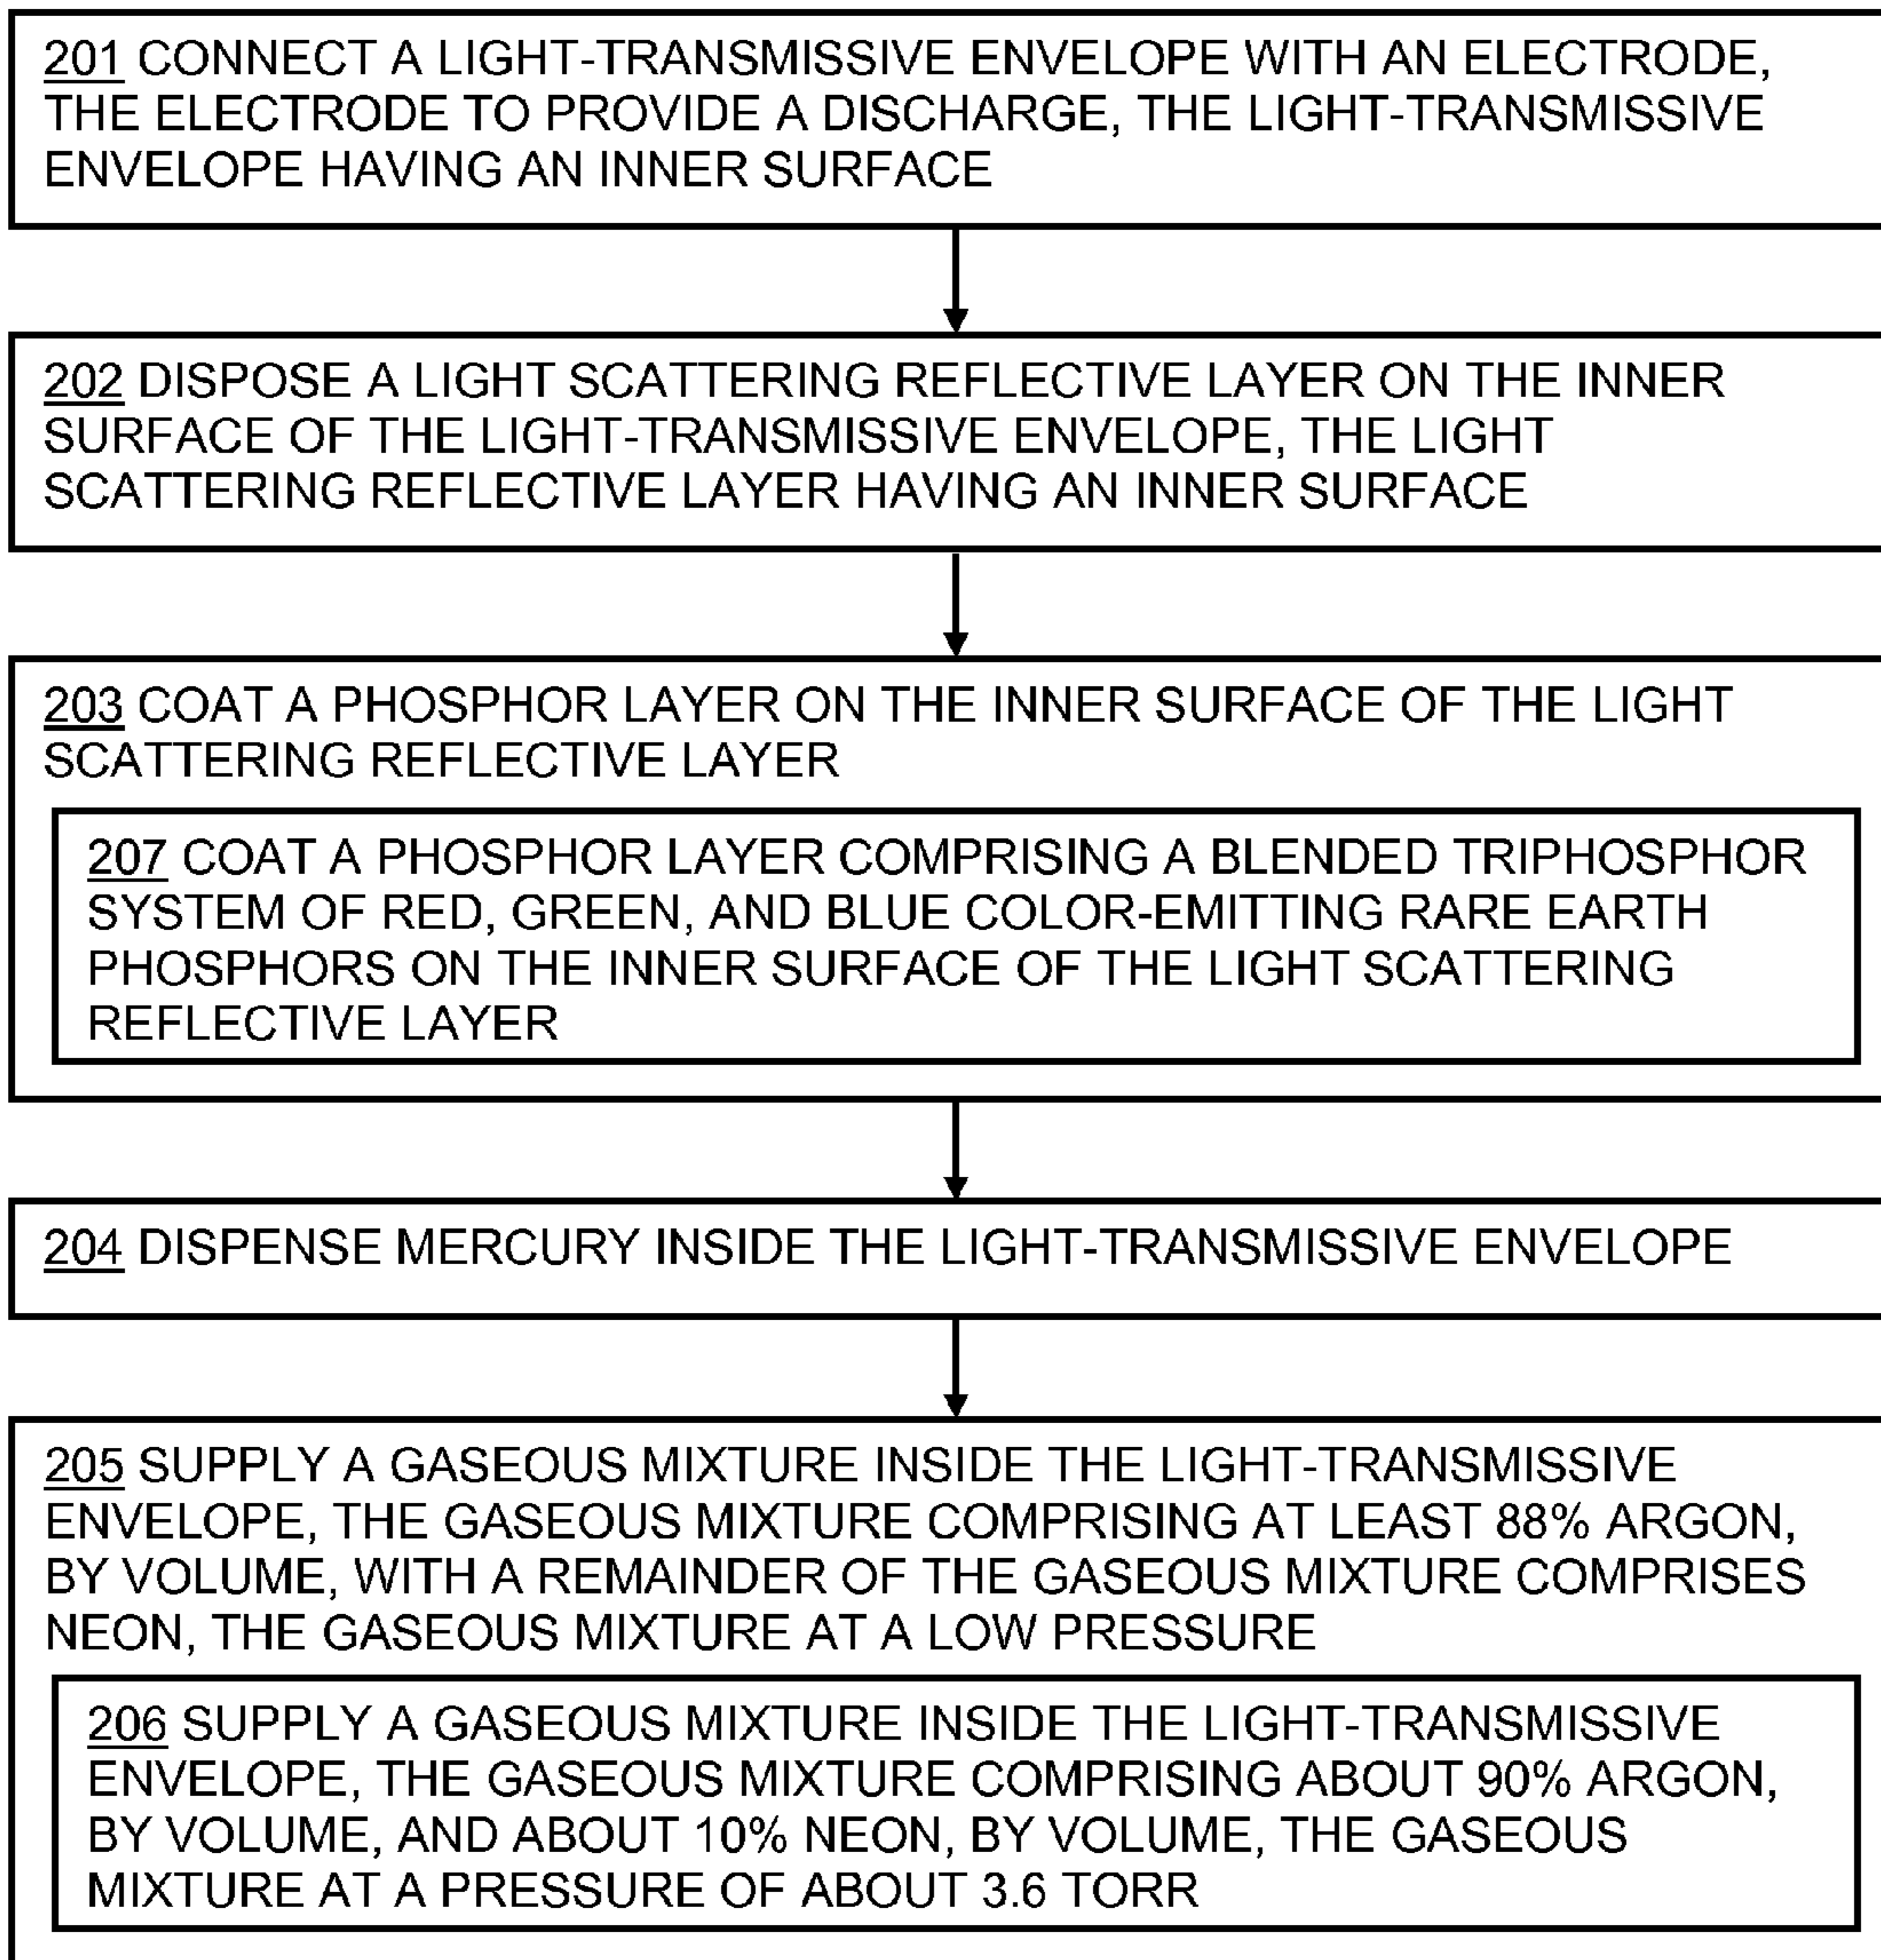 201 CONNECT A LIGHT-TRANSMISSIVE ENVELOPE WITH AN ELECTRODE,
THE ELECTRODE TO PROVIDE A DISCHARGE, THE LIGHT-TRANSMISSIVE
ENVELOPE HAVING AN INNER SURFACE
202 DISPOSE A LIGHT SCATTERING REFLECTIVE LAYER ON THE INNER
SURFACE OF THE LIGHT-TRANSMISSIVE ENVELOPE, THE LIGHT
SCATTERING REFLECTIVE LAYER HAVING AN INNER SURFACE
203 COAT A PHOSPHOR LAYER ON THE INNER SURFACE OF THE LIGHT
SCATTERING REFLECTIVE LAYER
207 COAT A PHOSPHOR LAYER COMPRISING A BLENDED TRIPHOSPHOR
SYSTEM OF RED, GREEN, AND BLUE COLOR-EMITTING RARE EARTH
PHOSPHORS ON THE INNER SURFACE OF THE LIGHT SCATTERING
REFLECTIVE LAYER
204 DISPENSE MERCURY INSIDE THE LIGHT-TRANSMISSIVE ENVELOPE
205 SUPPLY A GASEOUS MIXTURE INSIDE THE LIGHT-TRANSMISSIVE
ENVELOPE, THE GASEOUS MIXTURE COMPRISING AT LEAST 88% ARGON,
BY VOLUME, WITH A REMAINDER OF THE GASEOUS MIXTURE COMPRISES
NEON, THE GASEOUS MIXTURE AT A LOW PRESSURE
206 SUPPLY A GASEOUS MIXTURE INSIDE THE LIGHT-TRANSMISSIVE
ENVELOPE, THE GASEOUS MIXTURE COMPRISING ABOUT 90% ARGON,
BY VOLUME, AND ABOUT 10% NEON, BY VOLUME, THE GASEOUS
MIXTURE AT A PRESSURE OF ABOUT 3.6 TORR